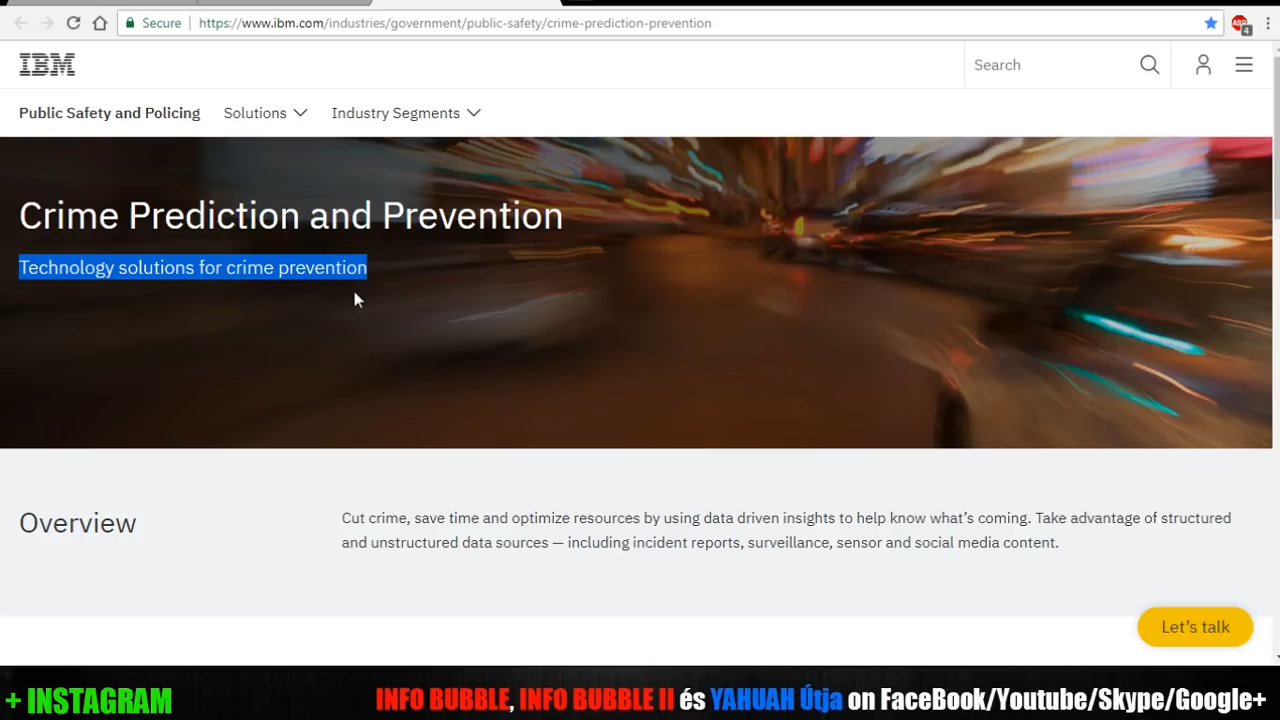 Secure https://www.ibm.com/industries/government/public-safety/crime-prediction-prevention
ABP
4
IBM
Search
Public Safety and Policing Solutions Industry Segments
Crime Prediction and Prevention
Technology solutions for crime prevention
Overview
Cut crime, save time and optimize resources by using data driven insights to help know what's coming. Take advantage of structured
and unstructured data sources — including incident reports, surveillance, sensor and social media content.
Let's talk
+ INSTAGRAM INFO BUBBLE, INFO BUBBLE II és YAHUAH Útja on FaceBook/Youtube/Skype/Google+